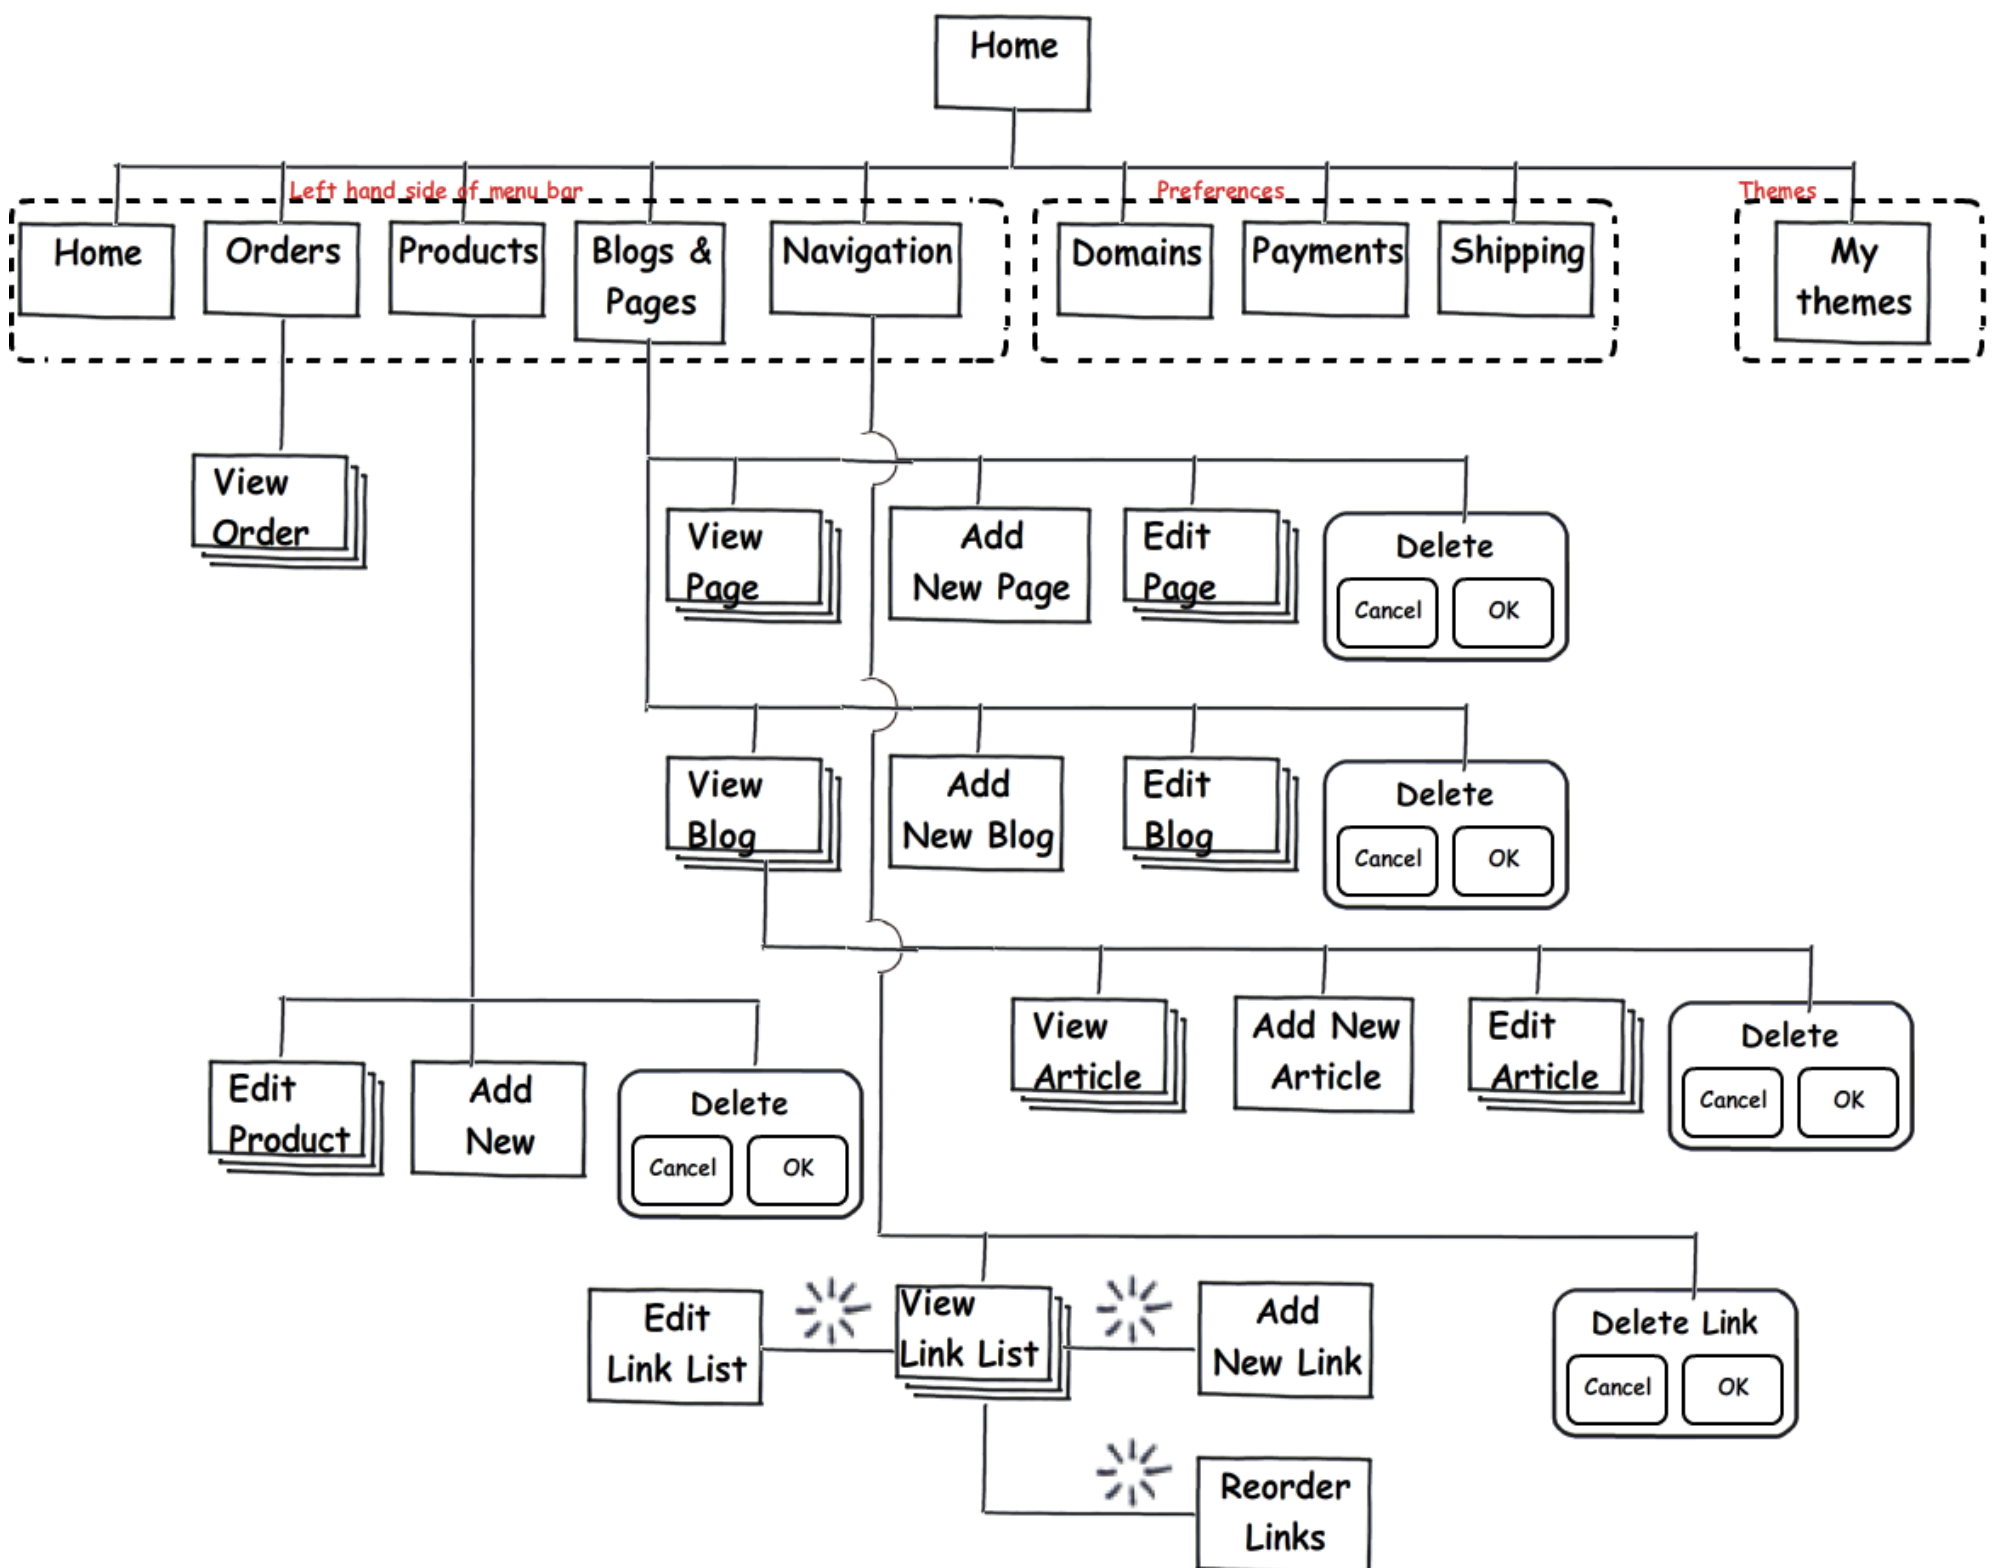 Home
Left hand side of menu bar
Preferences
Themes
Home
Orders
Products
Blogs &
Pages
Navigation
Domains
Payments
Shipping
My
themes
View
Order
View
Page
Add
New Page
Edit
Page
Delete
Cancel
OK
View
Blog
Add
New Blog
Edit
Blog
Delete
Cancel
OK
View
Article
Add New
Article
Edit
Article
Delete
Cancel
OK
Edit
Product
Add
New
Delete
Cancel
OK
Edit
Link List
View
Link List
Add
New Link
Delete Link
Cancel
OK
Reorder
Links